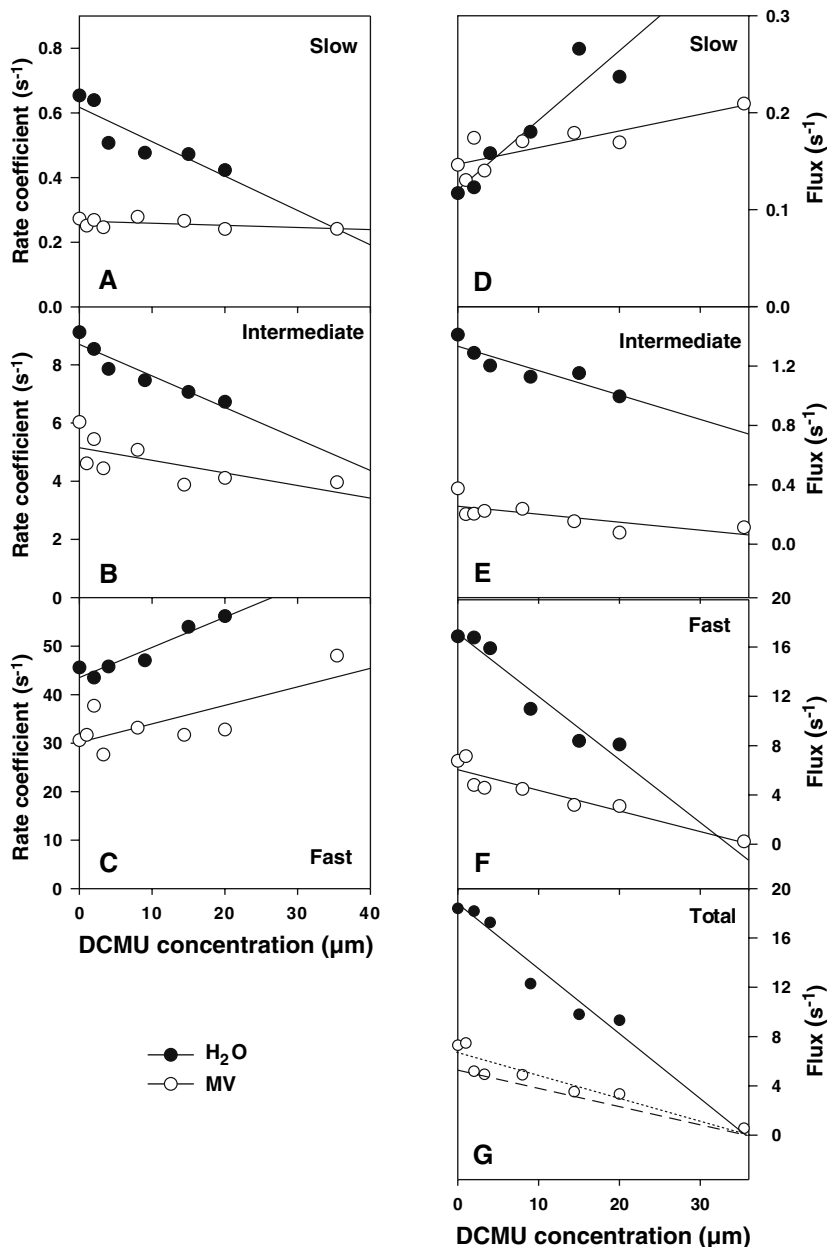 Slow
0.8
0.6
0.4
0.2
0.0
Rate coefficient (s-1)
A
Intermediate
8
6
4
2
0
Rate coefficient (s-1)
B
50
40
30
20
10
0
Rate coefficient (s-1)
C
Fast
0 10 20 30 40
DCMU concentration (µm)
H2O
MV
Slow
0.3
0.2
0.1
0.0
Flux (s-1)
D
Intermediate
1.2
0.8
0.4
0.0
Flux (s-1)
E
Fast
20
16
12
8
4
0
Flux (s-1)
F
Total
20
16
12
8
4
0
Flux (s-1)
G
0 10 20 30
DCMU concentration (µm)